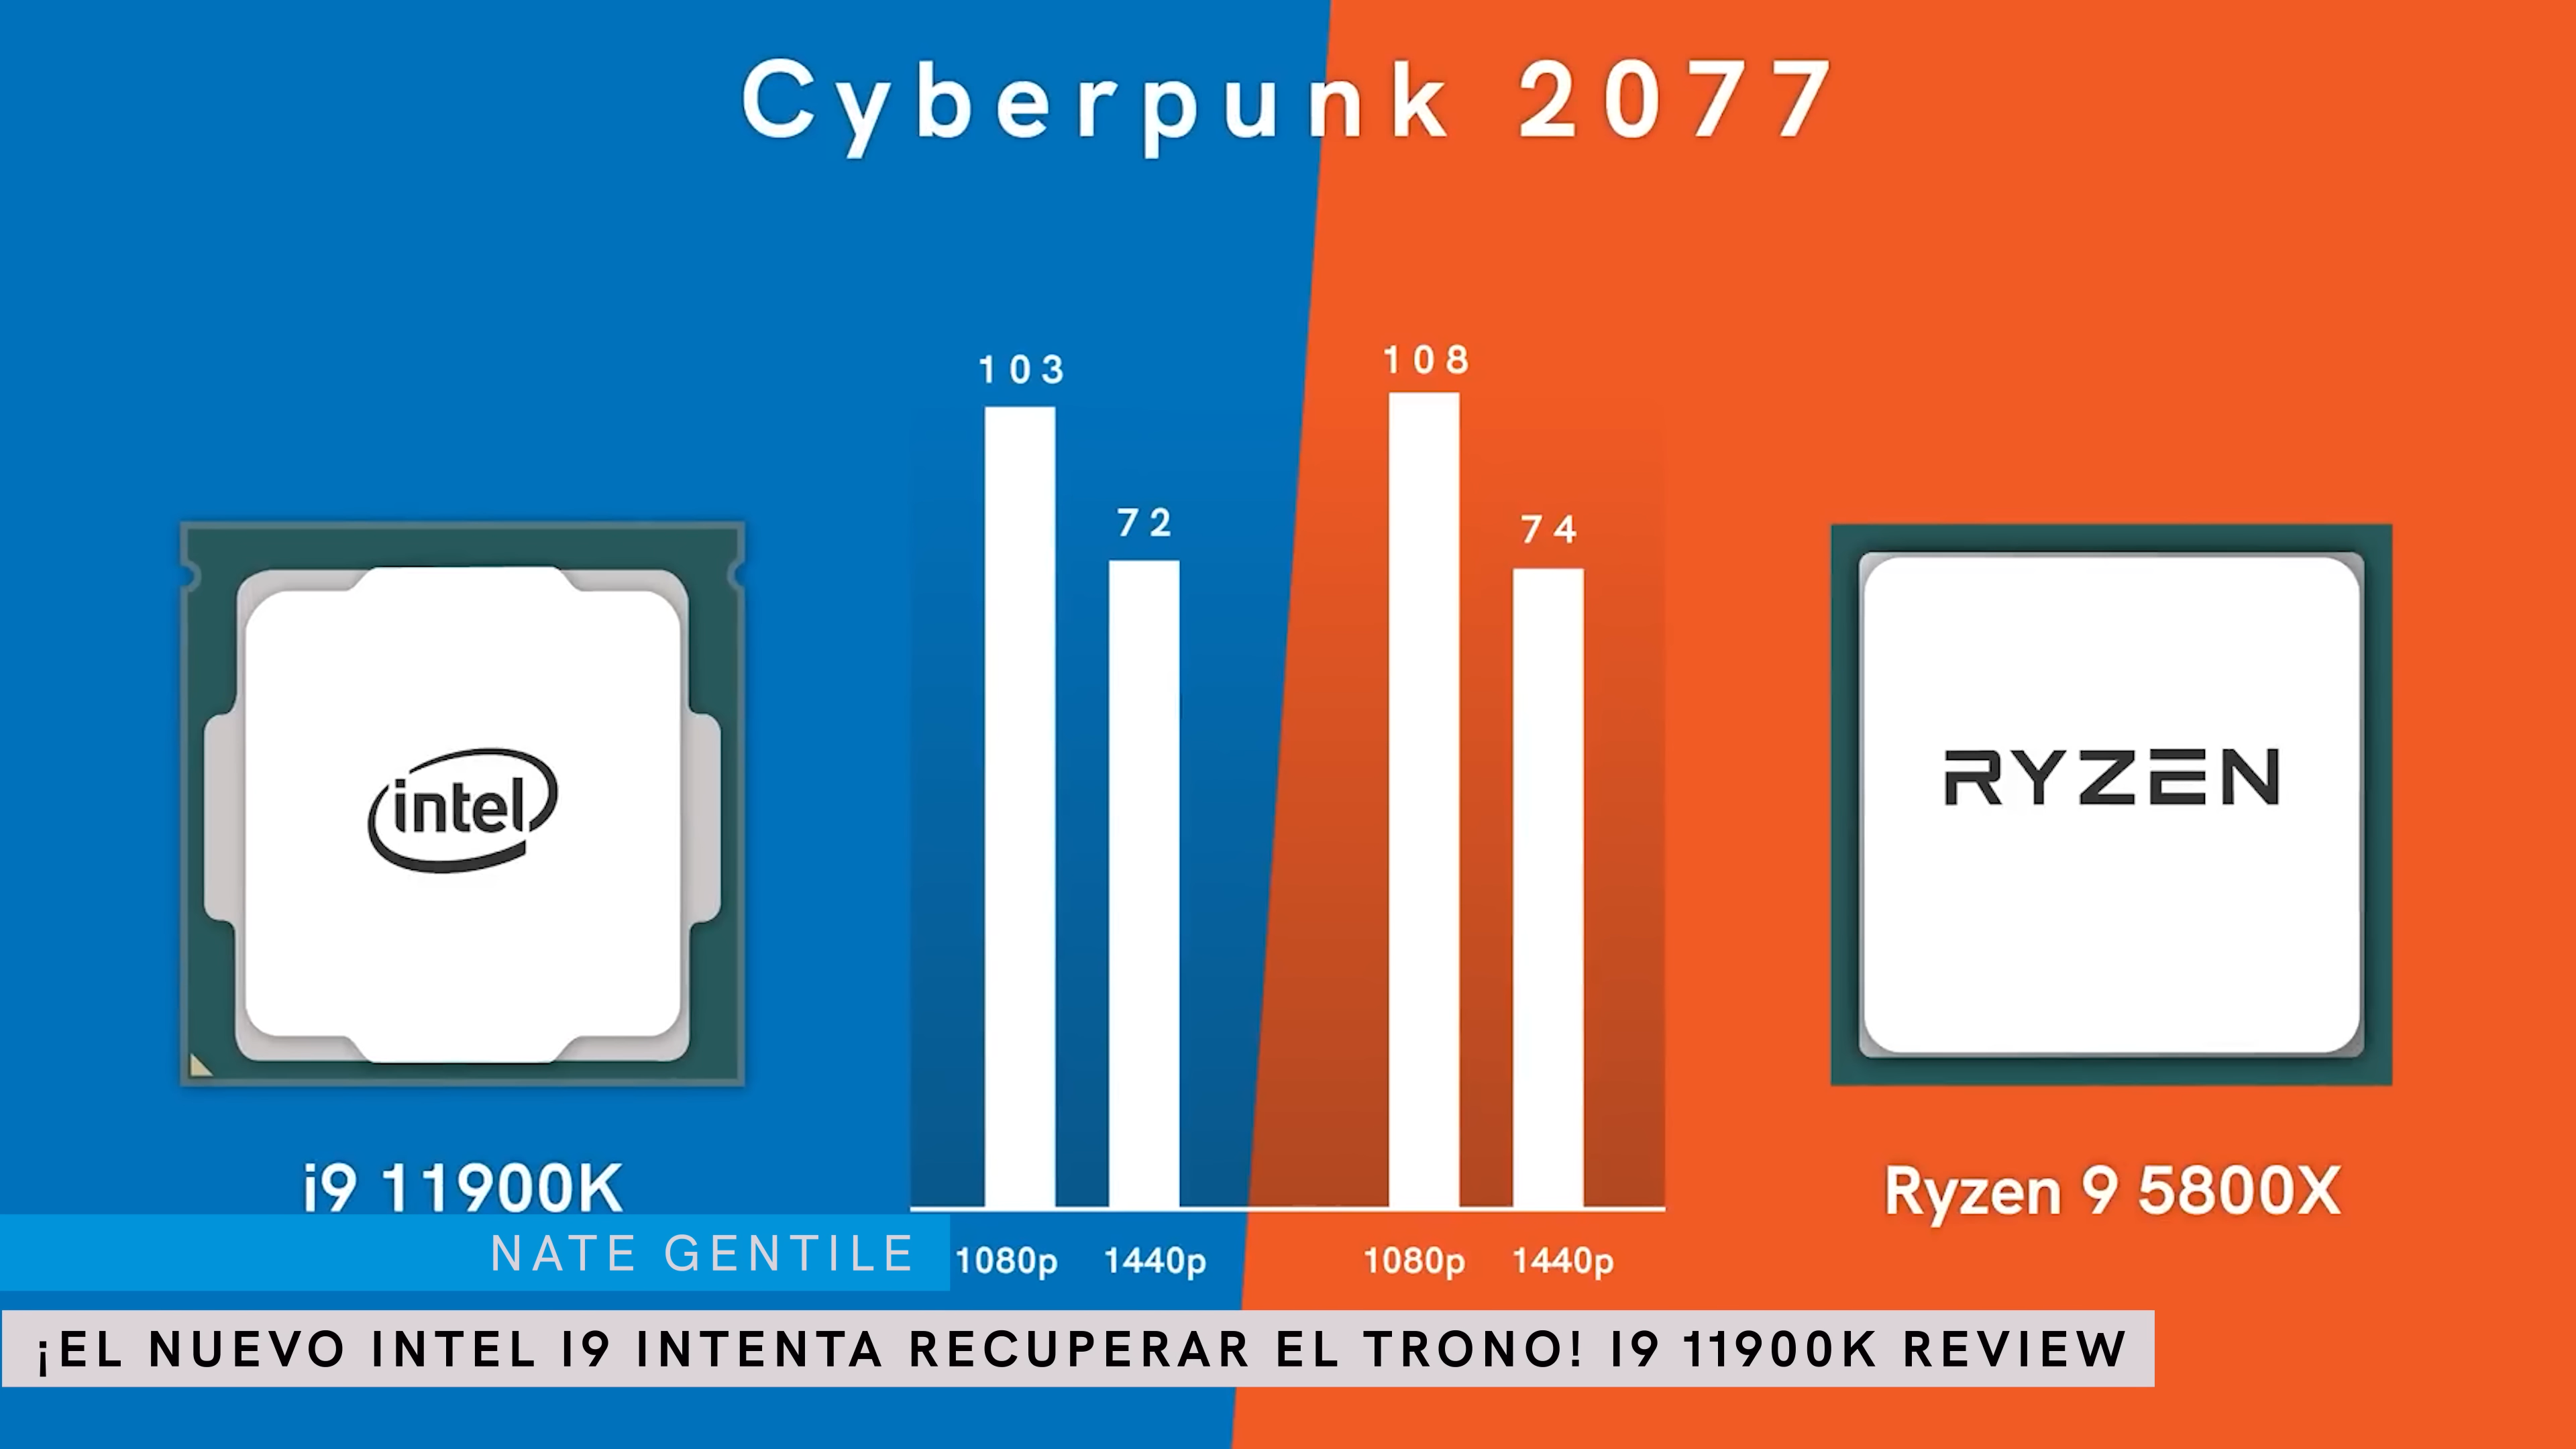 Cyberpunk 2077
103
72
108
74
intel
RYZEN
i9 11900K
Ryzen 9 5800X
1080p
1440p
1080p
1440p
NATE GENTILE
¡EL NUEVO INTEL I9 INTENTA RECUPERAR EL TRONO! I9 11900K REVIEW